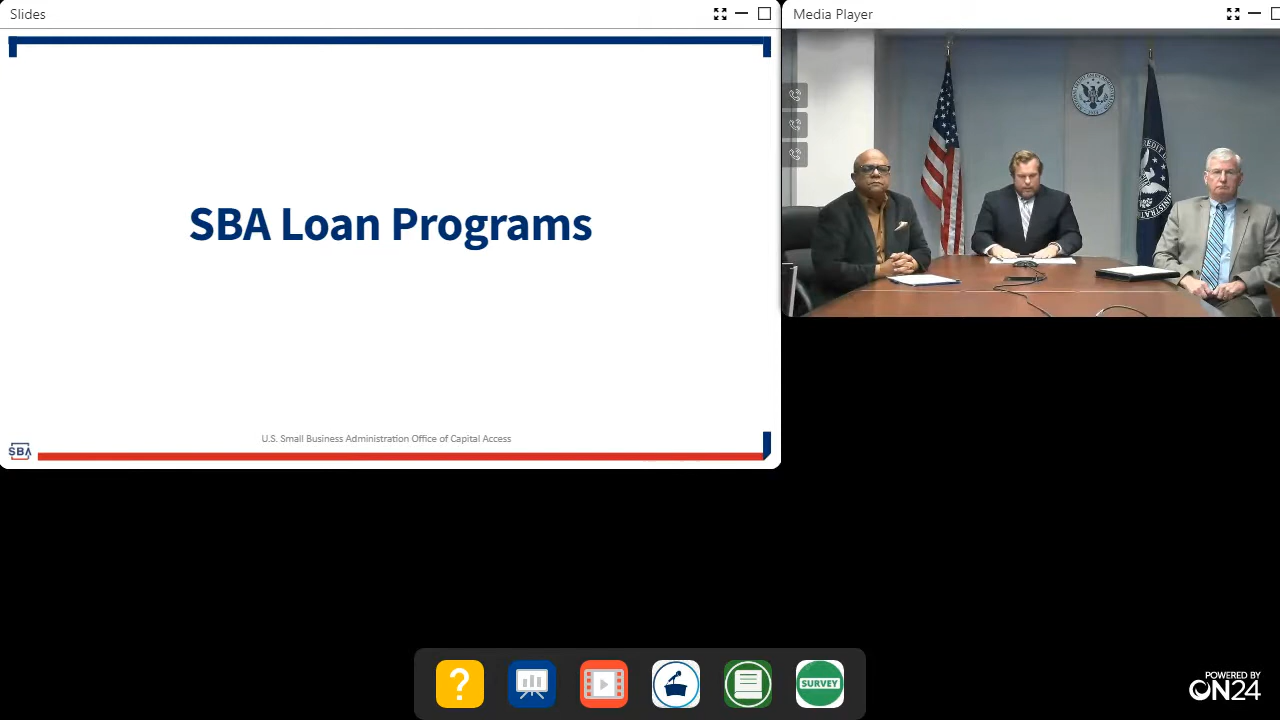 Slides
Media Player
SBA Loan Programs
U.S. Small Business Administration Office of Capital Access
SBA
?
SURVEY
POWERED BY
ON24